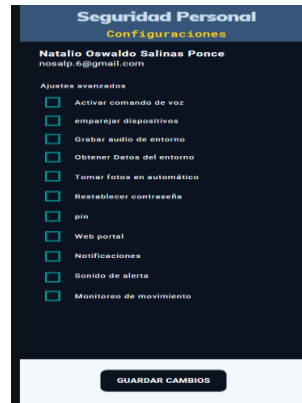 Seguridad Personal
Configuraciones
Natalio Oswaldo Salinas Ponce
nosalp.6@gmail.com
Ajustes avanzados
Activar comando de voz
emparejar dispositivos
Grabar audio de entorno
Obtener Datos del entorno
Tomar fotos en automático
Restablecer contraseña
pin
Web portal
Notificaciones
Sonido de alerta
Monitoreo de movimiento
GUARDAR CAMBIOS